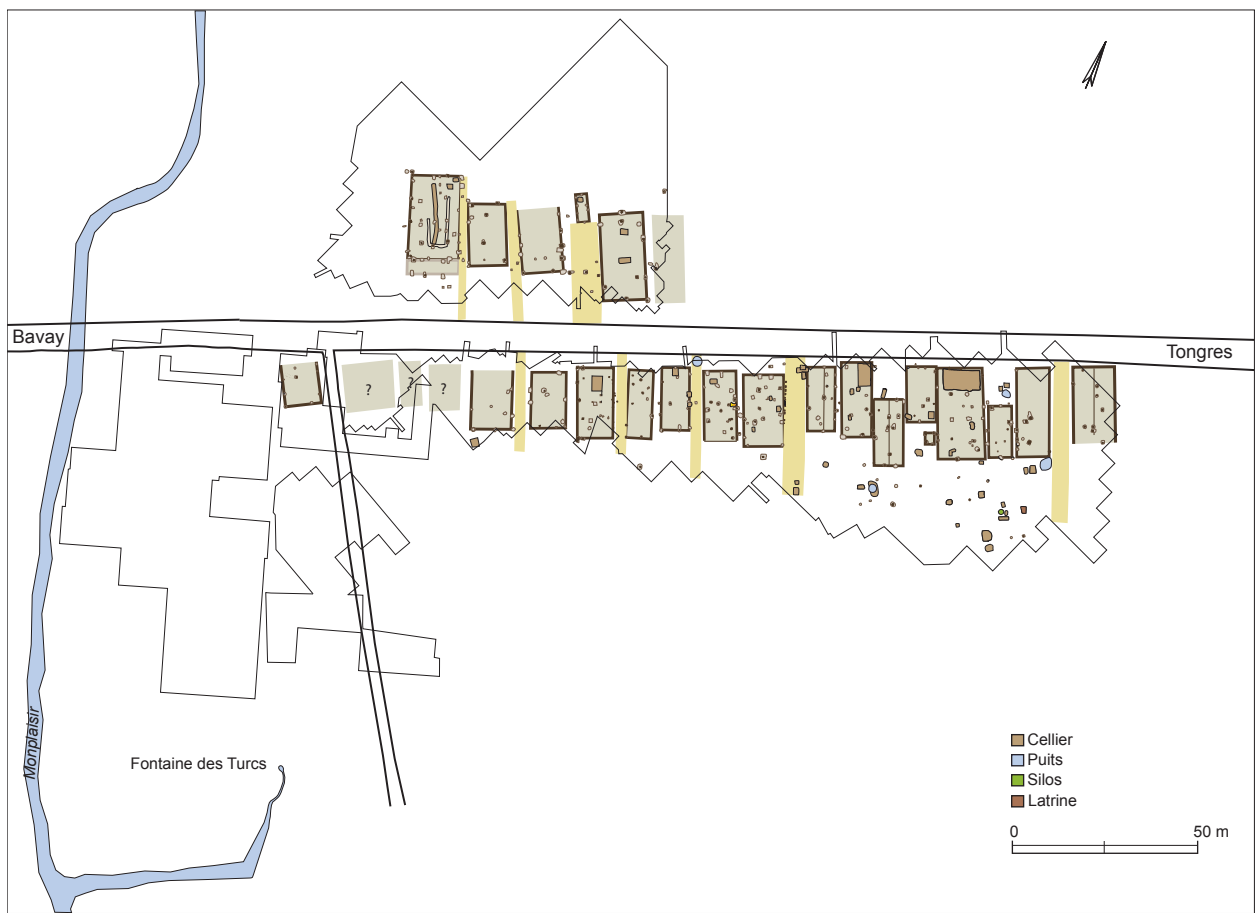 Bavay
Tongres
?
?
?
Monplaisir
Fontaine des Turcs
Cellier
Puits
Silos
Latrine
0 50 m